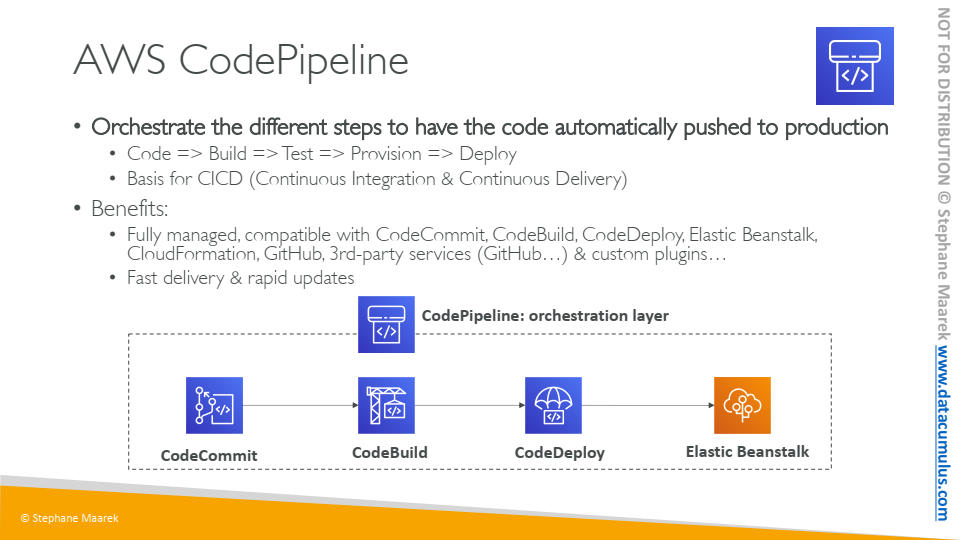 AWS CodePipeline
• Orchestrate the different steps to have the code automatically pushed to production
• Code => Build => Test => Provision => Deploy
• Basis for CICD (Continuous Integration & Continuous Delivery)
• Benefits:
• Fully managed, compatible with CodeCommit, CodeBuild, CodeDeploy, Elastic Beanstalk,
CloudFormation, GitHub, 3rd-party services (GitHub…) & custom plugins…
• Fast delivery & rapid updates
CodePipeline: orchestration layer
CodeCommit
CodeBuild
CodeDeploy
Elastic Beanstalk
© Stephane Maarek
NOT FOR DISTRIBUTION © Stephane Maarek www.datacumulus.com